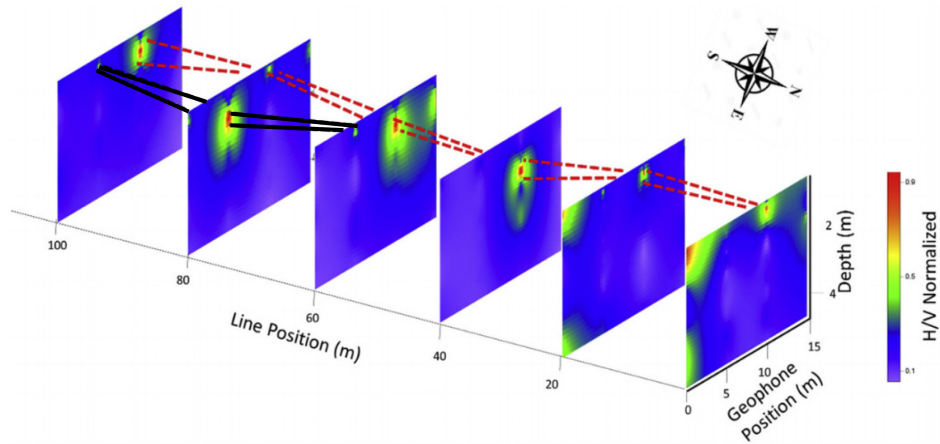 W
S
N
E
0.9
0.5
0.1
H/V Normalized
2
4
Depth (m)
100
80
60
40
20
0
Line Position (m)
0
5
10
15
Geophone
Position (m)